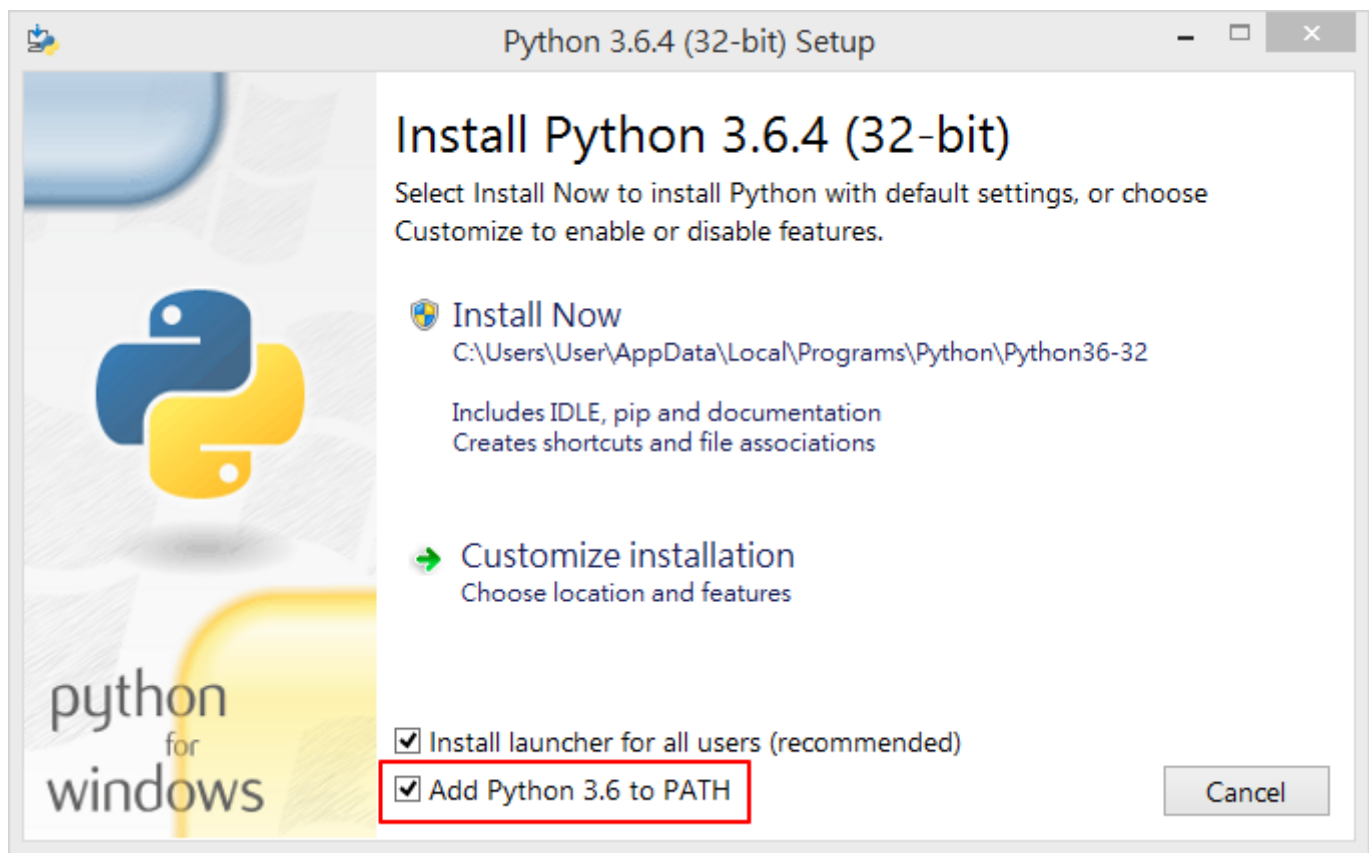 Python 3.6.4 (32-bit) Setup
Install Python 3.6.4 (32-bit)
Select Install Now to install Python with default settings, or choose
Customize to enable or disable features.
Install Now
C:\Users\User\AppData\Local\Programs\Python\Python36-32
Includes IDLE, pip and documentation
Creates shortcuts and file associations
Customize installation
Choose location and features
python
for
windows
Install launcher for all users (recommended)
Add Python 3.6 to PATH
Cancel